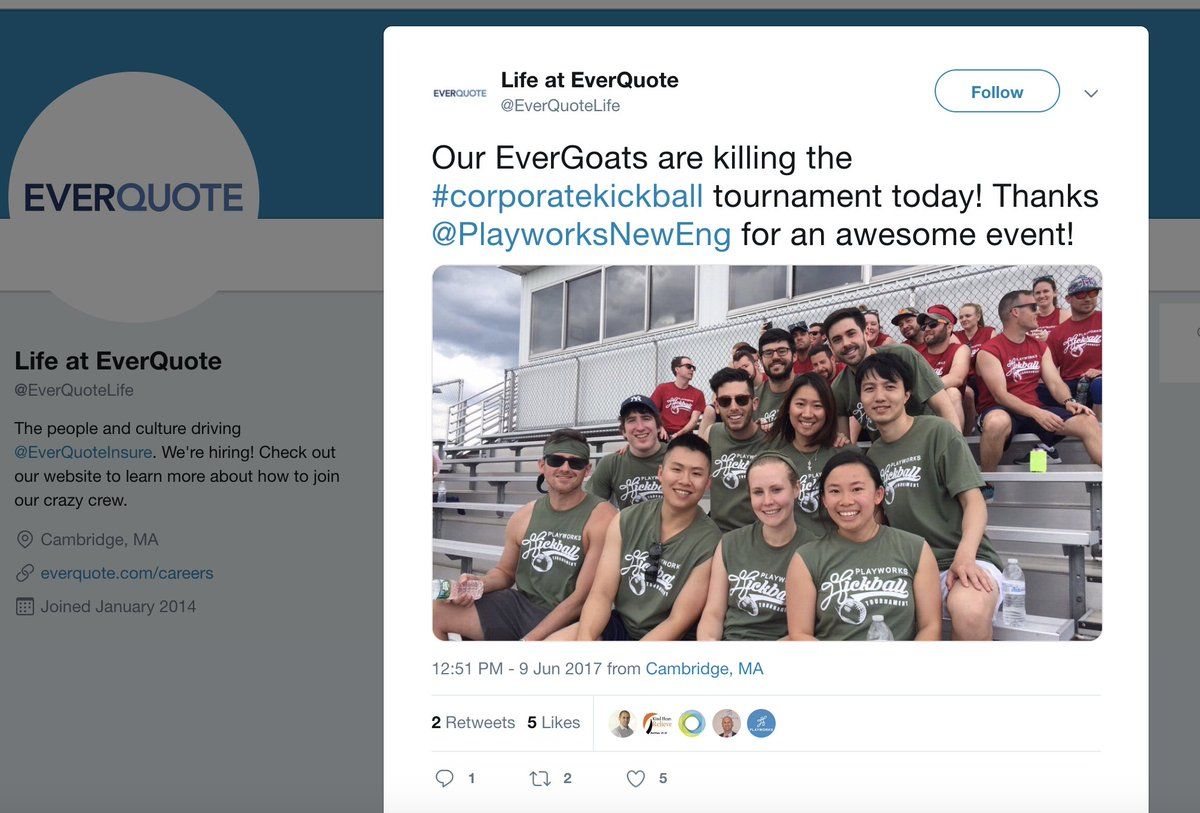 EVERQUOTE
Life at EverQuote
@EverQuoteLife
The people and culture driving
@EverQuoteInsure. We're hiring! Check out
our website to learn more about how to join
our crazy crew.
Cambridge, MA
everquote.com/careers
Joined January 2014
EVERQUOTE
Life at EverQuote
@EverQuoteLife
Follow
Our EverGoats are killing the
#corporatekickball tournament today! Thanks
@PlayworksNewEng for an awesome event!
PLAYWORKS
Kickball
TOURNAMENT
12:51 PM - 9 Jun 2017 from Cambridge, MA
2 Retweets 5 Likes
1 2 5